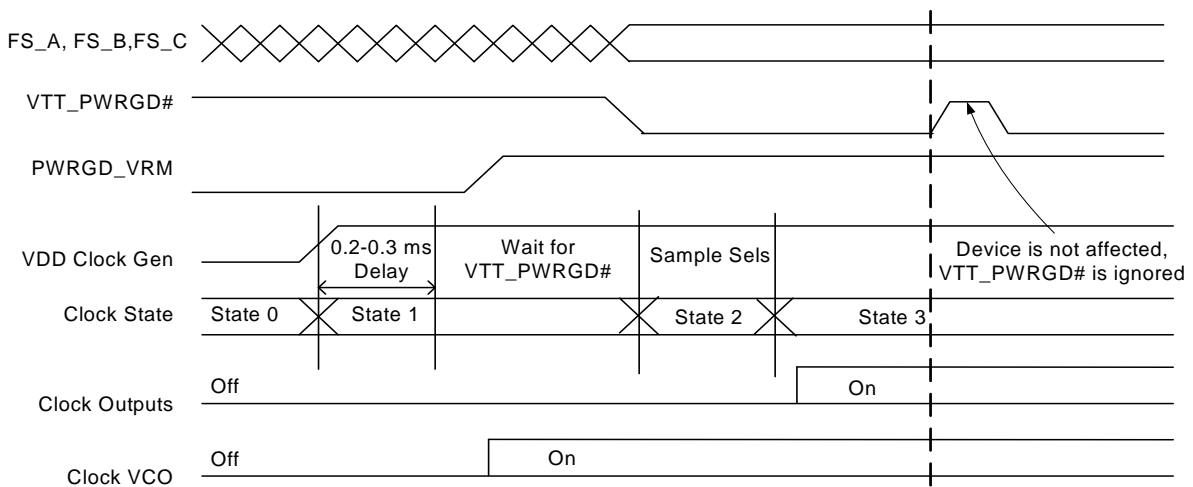 FS_A, FS_B,FS_C
VTT_PWRGD#
PWRGD_VRM
VDD Clock Gen
0.2-0.3 ms
Delay
Wait for
VTT_PWRGD#
Sample Sels
Device is not affected,
VTT_PWRGD# is ignored
Clock State
State 0
State 1
State 2
State 3
Clock Outputs
Off
On
Clock VCO
Off
On